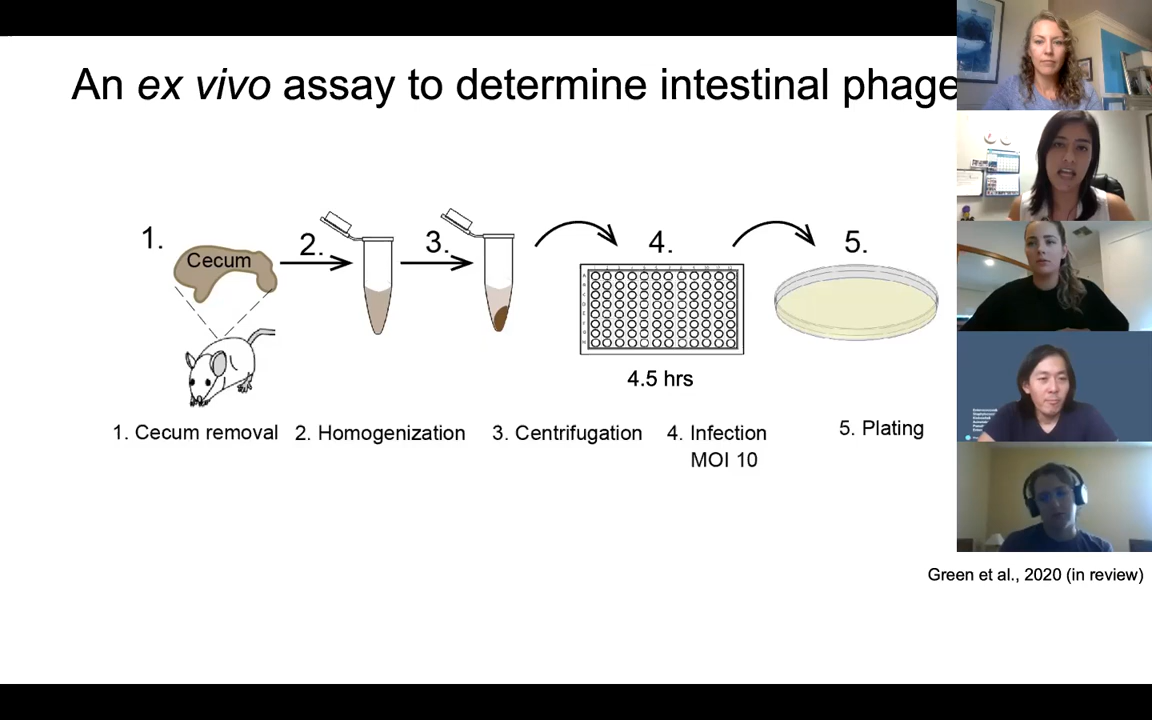 An ex vivo assay to determine intestinal phage
1.
Cecum
2.
3.
4.
5.
4.5 hrs
1. Cecum removal
2. Homogenization
3. Centrifugation
4. Infection
MOI 10
5. Plating
Green et al., 2020 (in review)